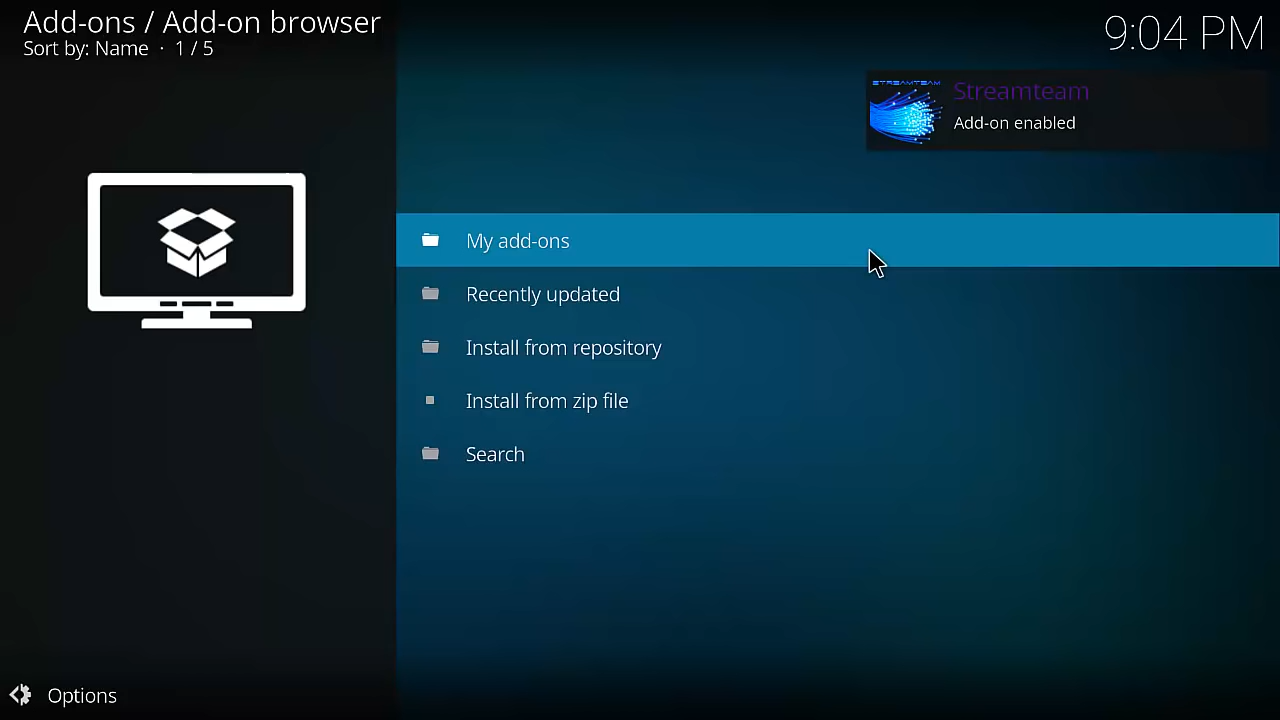 Add-ons / Add-on browser
Sort by: Name · 1 / 5
9:04 PM
STREAMTEAM
Streamteam
Add-on enabled
My add-ons
Recently updated
Install from repository
Install from zip file
Search
Options